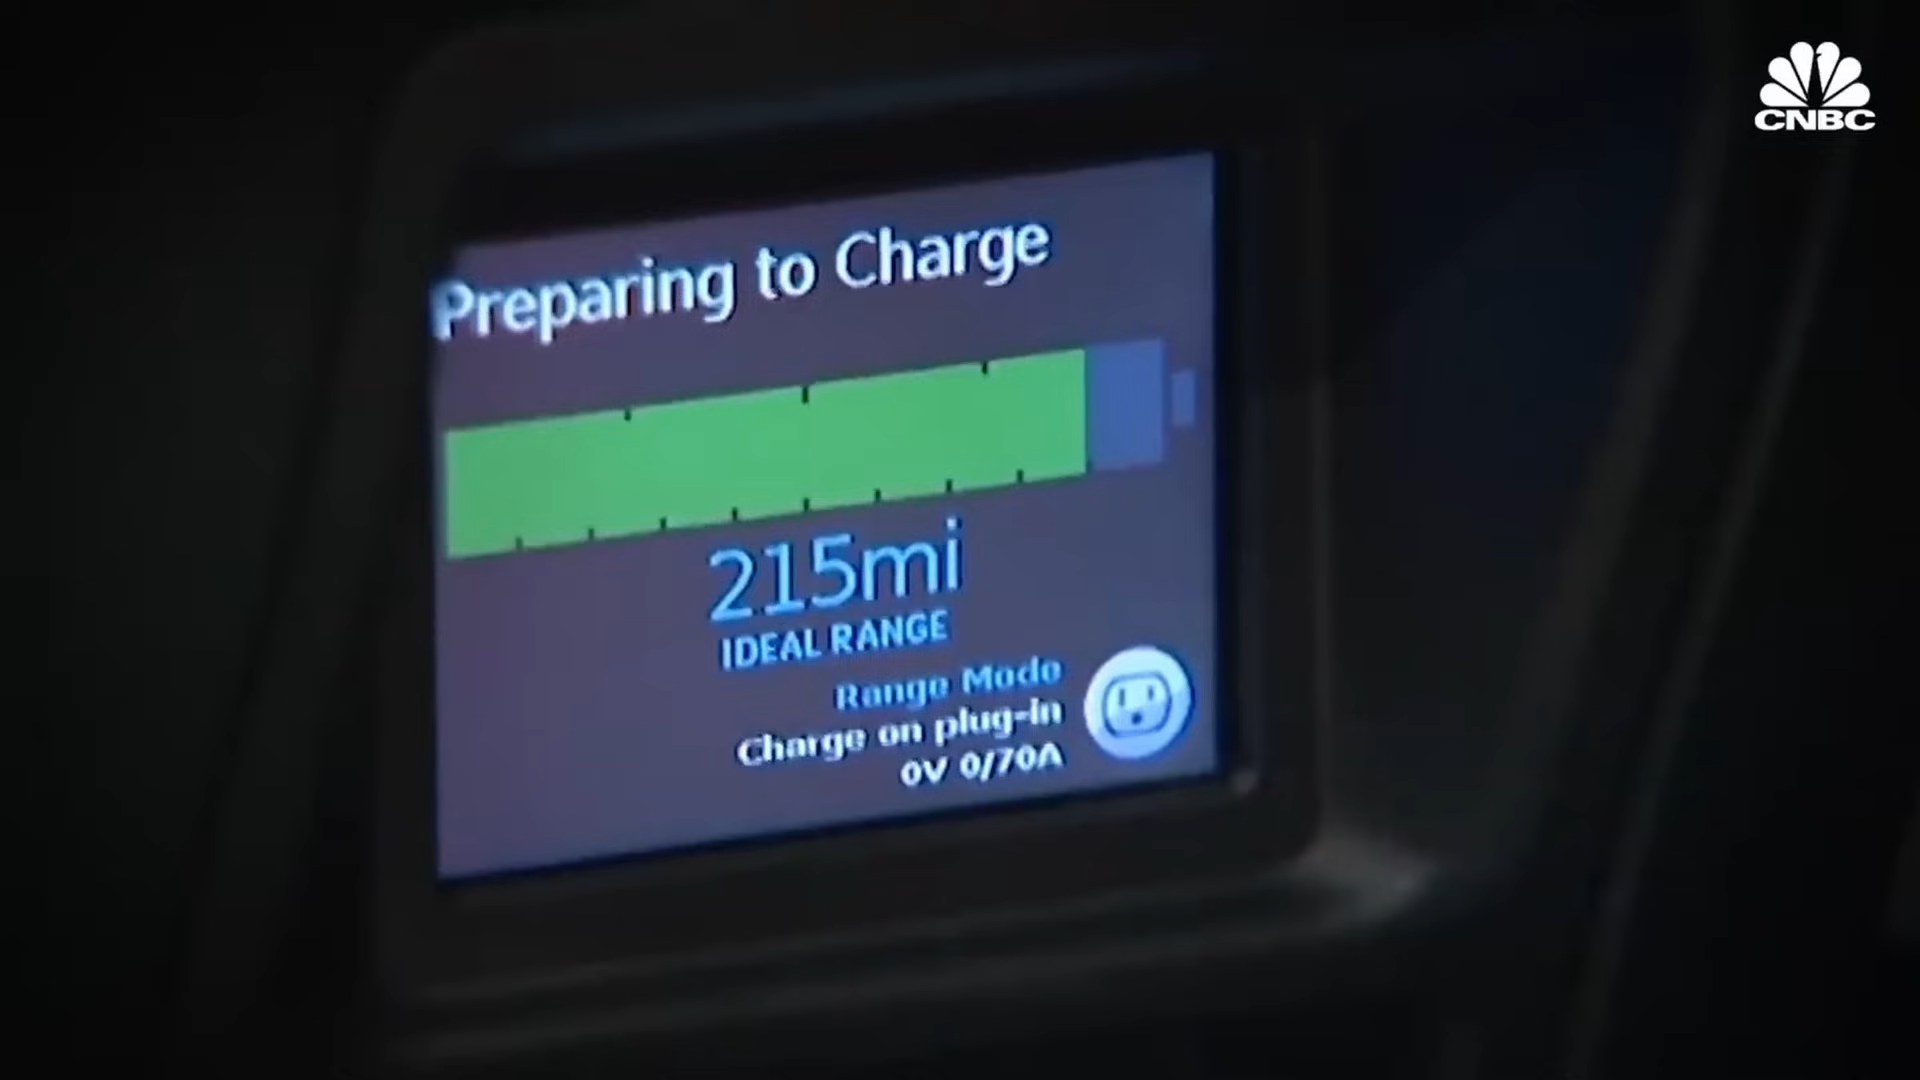 CNBC
Preparing to Charge
215mi
IDEAL RANGE
Range Mode
Charge on plug-in
0V 0/70A